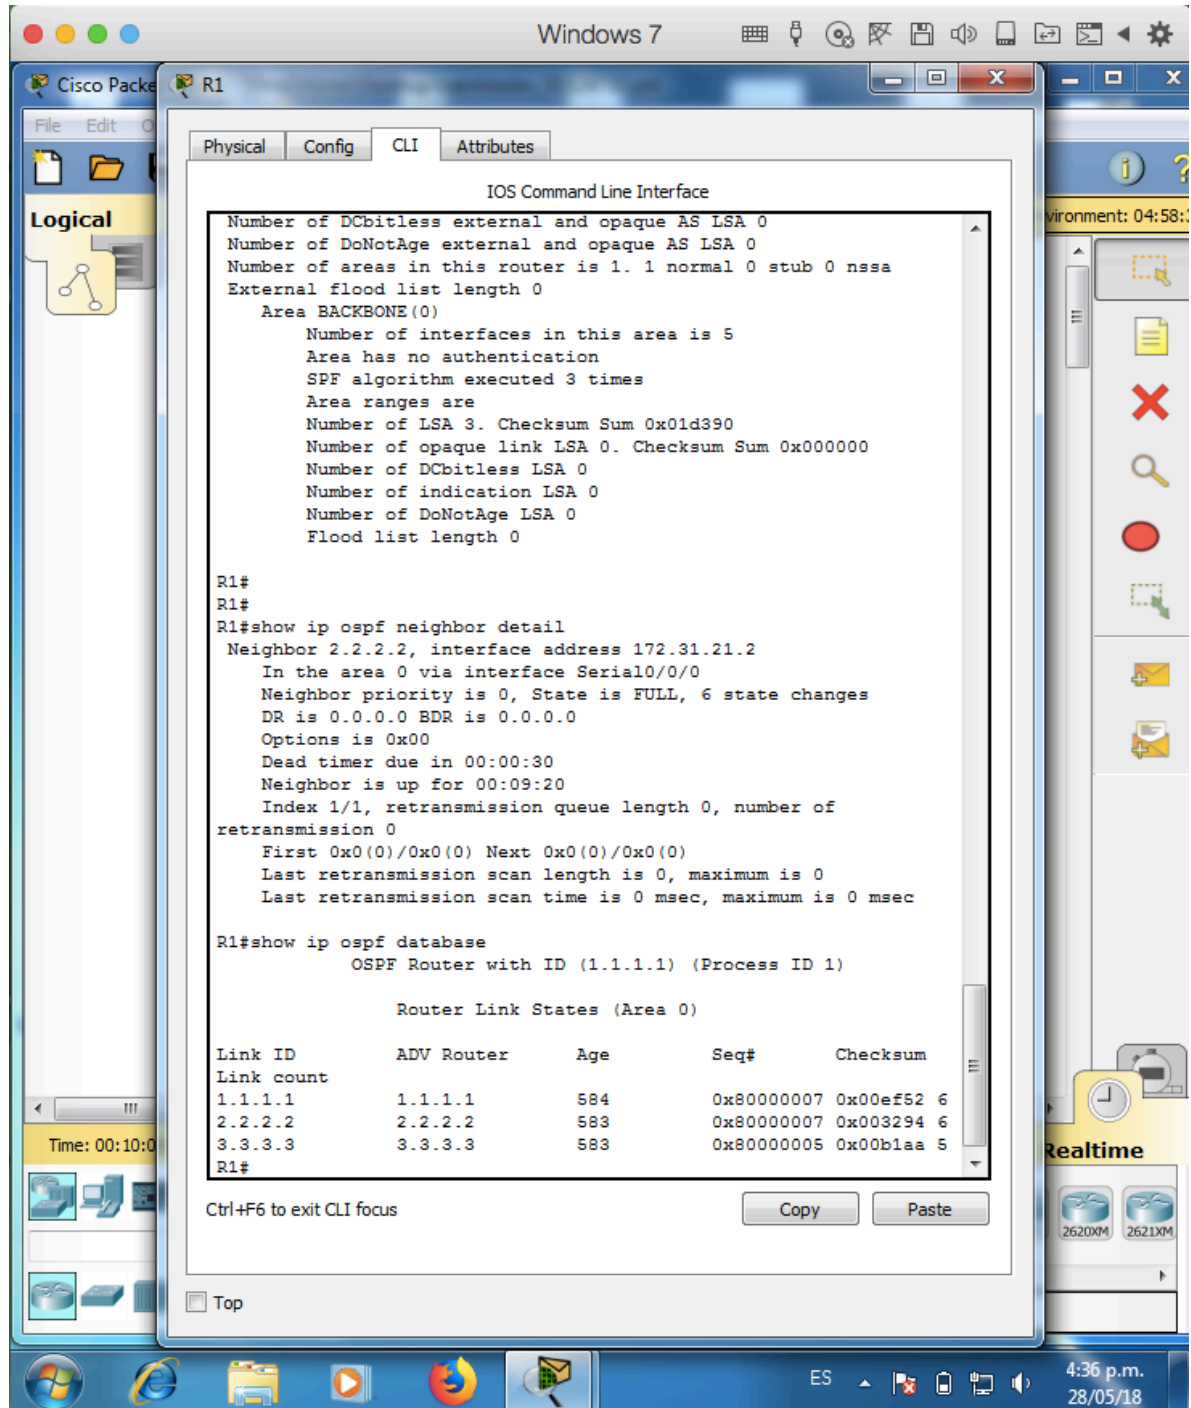 Windows 7
Cisco Packe
R1
File Edit O
Physical Config CLI Attributes
IOS Command Line Interface
Logical
vironment: 04:58:
Number of DCbitless external and opaque AS LSA 0
Number of DoNotAge external and opaque AS LSA 0
Number of areas in this router is 1. 1 normal 0 stub 0 nssa
External flood list length 0
Area BACKBONE(0)
Number of interfaces in this area is 5
Area has no authentication
SPF algorithm executed 3 times
Area ranges are
Number of LSA 3. Checksum Sum 0x01d390
Number of opaque link LSA 0. Checksum Sum 0x000000
Number of DCbitless LSA 0
Number of indication LSA 0
Number of DoNotAge LSA 0
Flood list length 0
R1#
R1#
R1#show ip ospf neighbor detail
Neighbor 2.2.2.2, interface address 172.31.21.2
In the area 0 via interface Serial0/0/0
Neighbor priority is 0, State is FULL, 6 state changes
DR is 0.0.0.0 BDR is 0.0.0.0
Options is 0x00
Dead timer due in 00:00:30
Neighbor is up for 00:09:20
Index 1/1, retransmission queue length 0, number of
retransmission 0
First 0x0(0)/0x0(0) Next 0x0(0)/0x0(0)
Last retransmission scan length is 0, maximum is 0
Last retransmission scan time is 0 msec, maximum is 0 msec
R1#show ip ospf database
OSPF Router with ID (1.1.1.1) (Process ID 1)
Router Link States (Area 0)
Link ID ADV Router Age Seq# Checksum
Link count
1.1.1.1 1.1.1.1 584 0x80000007 0x00ef52 6
2.2.2.2 2.2.2.2 583 0x80000007 0x003294 6
3.3.3.3 3.3.3.3 583 0x80000005 0x00b1aa 5
R1#
Time: 00:10:0
Realtime
Ctrl+F6 to exit CLI focus
Copy Paste
2620XM 2621XM
Top
ES
4:36 p.m.
28/05/18